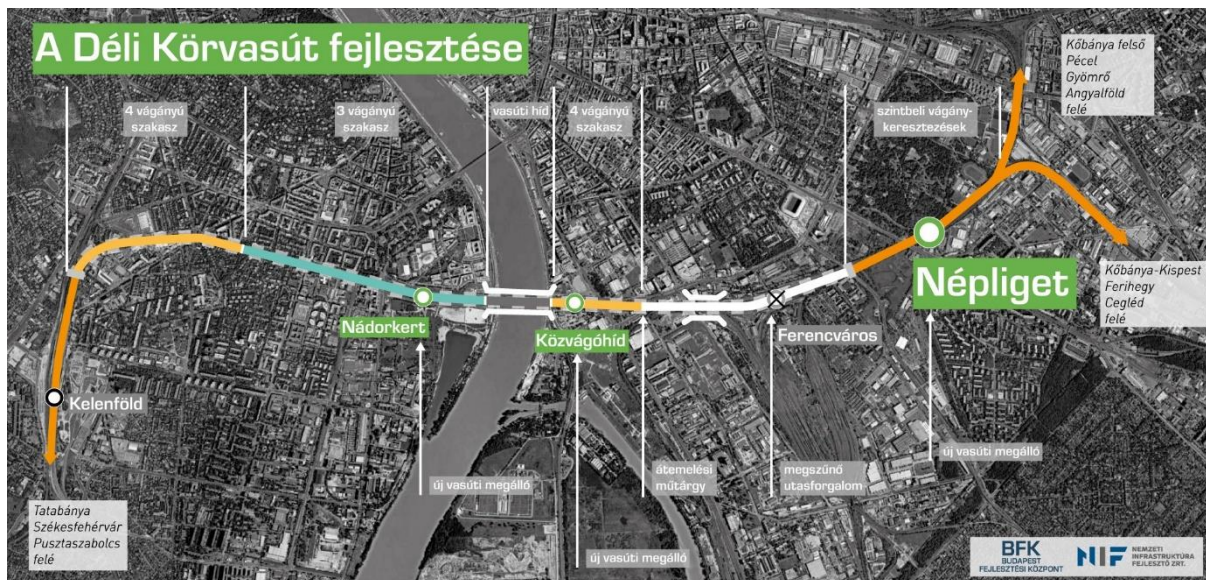 A Déli Körvasút fejlesztése
4 vágányú
szakasz
3 vágányú
szakasz
vasúti híd
4 vágányú
szakasz
szintbeli vágány-
keresztezések
Kőbánya felső
Pécel
Gyömrő
Angyalföld
felé
Kőbánya-Kispest
Ferihegy
Cegléd
felé
Népliget
Nádorkert
Közvágóhíd
Ferencváros
Kelenföld
új vasúti megálló
átemelési
műtárgy
megszűnő
utasforgalom
új vasúti megálló
új vasúti megálló
Tatabánya
Székesfehérvár
Pusztaszabolcs
felé
BFK
BUDAPEST
FEJLESZTÉSI KÖZPONT
NIF
NEMZETI
INFRASTRUKTÚRA
FEJLESZTŐ ZRT.